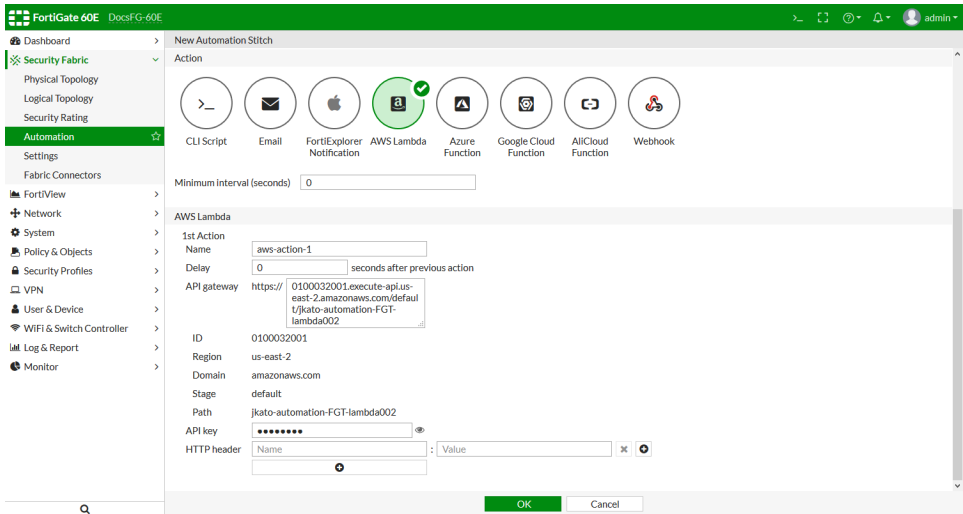 FortiGate 60E DocsFG-60E
>_ admin
Dashboard
Security Fabric
Physical Topology
Logical Topology
Security Rating
Automation
Settings
Fabric Connectors
FortiView
Network
System
Policy & Objects
Security Profiles
VPN
User & Device
WiFi & Switch Controller
Log & Report
Monitor
New Automation Stitch
Action
CLI Script
Email
FortiExplorer
Notification
AWS Lambda
Azure
Function
Google Cloud
Function
AliCloud
Function
Webhook
Minimum interval (seconds) 0
AWS Lambda
1st Action
Name aws-action-1
Delay 0 seconds after previous action
API gateway https:// 0100032001.execute-api.us-
east-2.amazonaws.com/defaul
t/jkato-automation-FGT-
lambda002
ID 0100032001
Region us-east-2
Domain amazonaws.com
Stage default
Path jkato-automation-FGT-lambda002
API key ••••••••
HTTP header Name : Value
OK Cancel